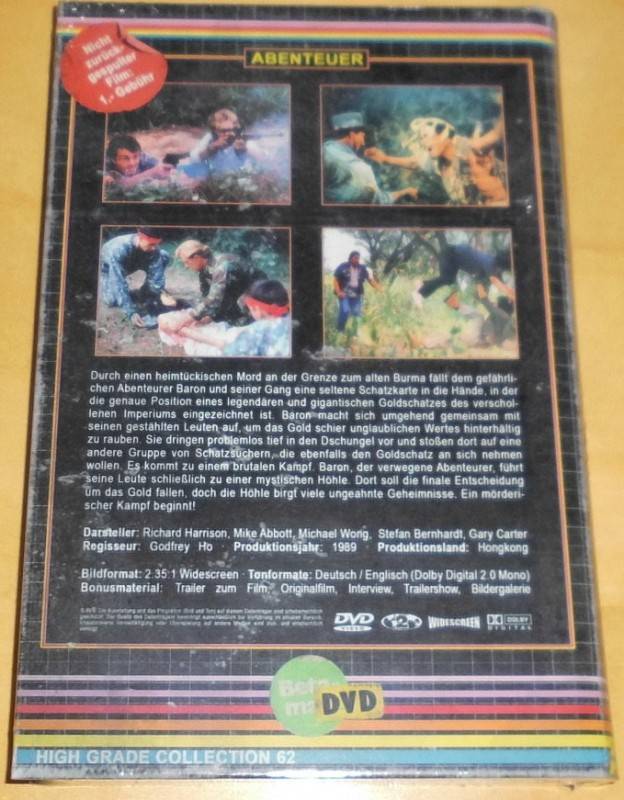 Nicht
zurück-
gespulter
Film:
1,- Gebühr
ABENTEUER
Durch einen heimtückischen Mord an der Grenze zum alten Burma fällt dem gefährli-
chen Abenteurer Baron und seiner Gang eine seltene Schatzkarte in die Hände, in der
die genaue Position eines legendären und gigantischen Goldschatzes des verschol-
lenen Imperiums eingezeichnet ist. Baron macht sich umgehend gemeinsam mit
seinen gestählten Leuten auf, um das Gold schier unglaublichen Wertes hinterhältig
zu rauben. Sie dringen problemlos tief in den Dschungel vor und stoßen dort auf eine
andere Gruppe von Schatzsuchern, die ebenfalls den Goldschatz an sich nehmen
wollen. Es kommt zu einem brutalen Kampf. Baron, der verwegene Abenteurer, führt
seine Leute schließlich zu einer mystischen Höhle. Dort soll die finale Entscheidung
um das Gold fallen, doch die Höhle birgt viele ungeahnte Geheimnisse. Ein mörderi-
scher Kampf beginnt!
Darsteller: Richard Harrison, Mike Abbott, Michael Wong, Stefan Bernhardt, Gary Carter
Regisseur: Godfrey Ho · Produktionsjahr: 1989 · Produktionsland: Hongkong
Bildformat: 2.35:1 Widescreen · Tonformate: Deutsch / Englisch (Dolby Digital 2.0 Mono)
Bonusmaterial: Trailer zum Film, Originalfilm, Interview, Trailershow, Bildergalerie
DVD VIDEO 2 WIDESCREEN DOLBY DIGITAL
Beta
ma DVD
HIGH GRADE COLLECTION 62